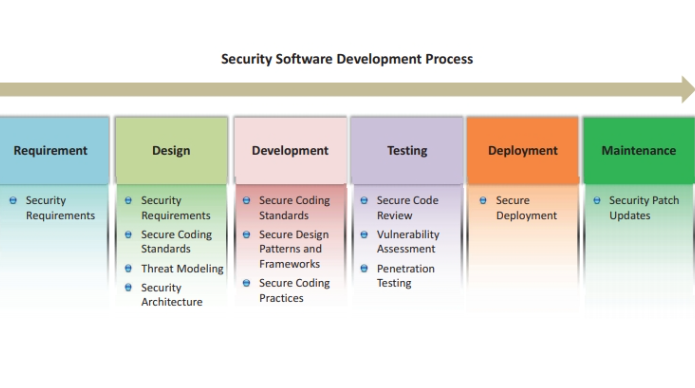 Security Software Development Process
Requirement
Security
Requirements
Design
Security
Requirements
Secure Coding
Standards
Threat Modeling
Security
Architecture
Development
Secure Coding
Standards
Secure Design
Patterns and
Frameworks
Secure Coding
Practices
Testing
Secure Code
Review
Vulnerability
Assessment
Penetration
Testing
Deployment
Secure
Deployment
Maintenance
Security Patch
Updates